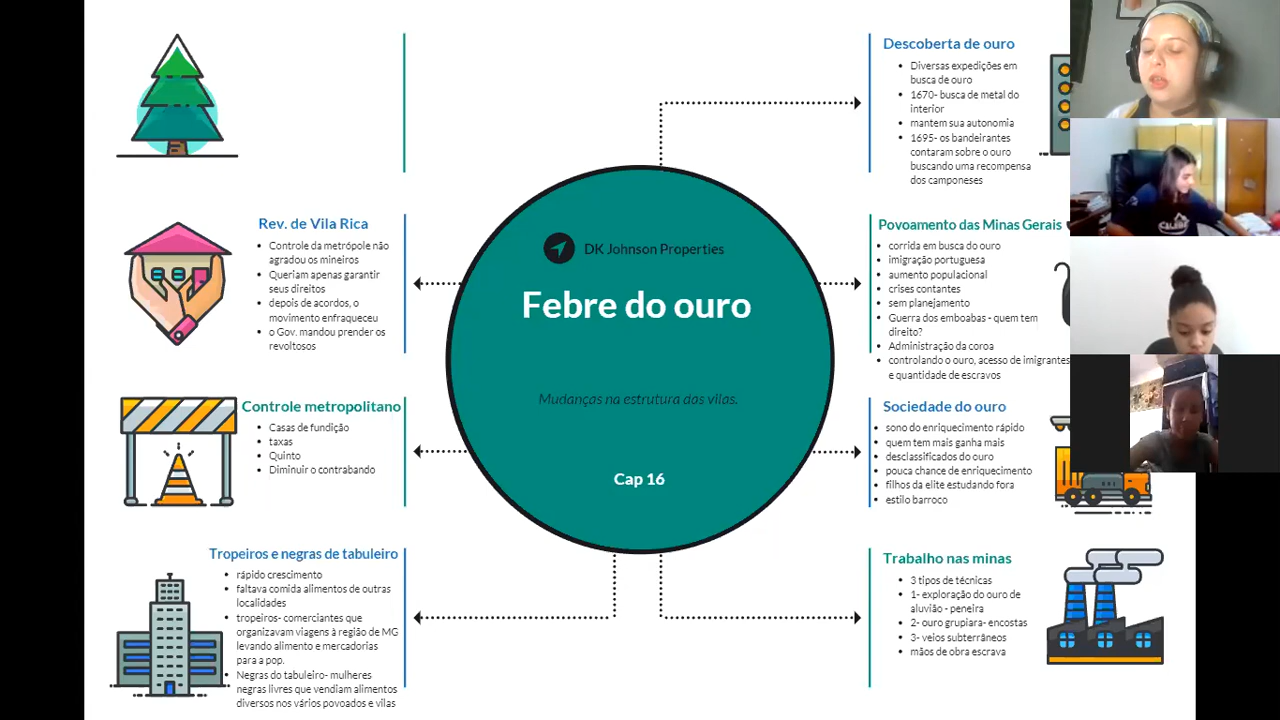 Descoberta de ouro
Diversas expedições em
busca de ouro
1670- busca de metal do
interior
mantem sua autonomia
1695- os bandeirantes
contaram sobre o ouro
buscando uma recompensa
dos camponeses
Rev. de Vila Rica
Controle da metrópole não
agradou os mineiros
Queriam apenas garantir
seus direitos
depois de acordos, o
movimento enfraqueceu
o Gov. mandou prender os
revoltosos
DK Johnson Properties
Febre do ouro
Mudanças na estrutura das vilas.
Cap 16
Povoamento das Minas Gerais
corrida em busca do ouro
imigração portuguesa
aumento populacional
crises contantes
sem planejamento
Guerra dos emboabas - quem tem
direito?
Administração da coroa
controlando o ouro, acesso de imigrantes
e quantidade de escravos
Controle metropolitano
Casas de fundição
taxas
Quinto
Diminuir o contrabando
Sociedade do ouro
sono do enriquecimento rápido
quem tem mais ganha mais
desclassificados do ouro
pouca chance de enriquecimento
filhos da elite estudando fora
estilo barroco
Tropeiros e negras de tabuleiro
rápido crescimento
faltava comida alimentos de outras
localidades
tropeiros- comerciantes que
organizavam viagens à região de MG
levando alimento e mercadorias
para a pop.
Negras do tabuleiro- mulheres
negras livres que vendiam alimentos
diversos nos vários povoados e vilas
Trabalho nas minas
3 tipos de técnicas
1- exploração do ouro de
aluvião - peneira
2- ouro grupiara- encostas
3- veios subterrâneos
mãos de obra escrava